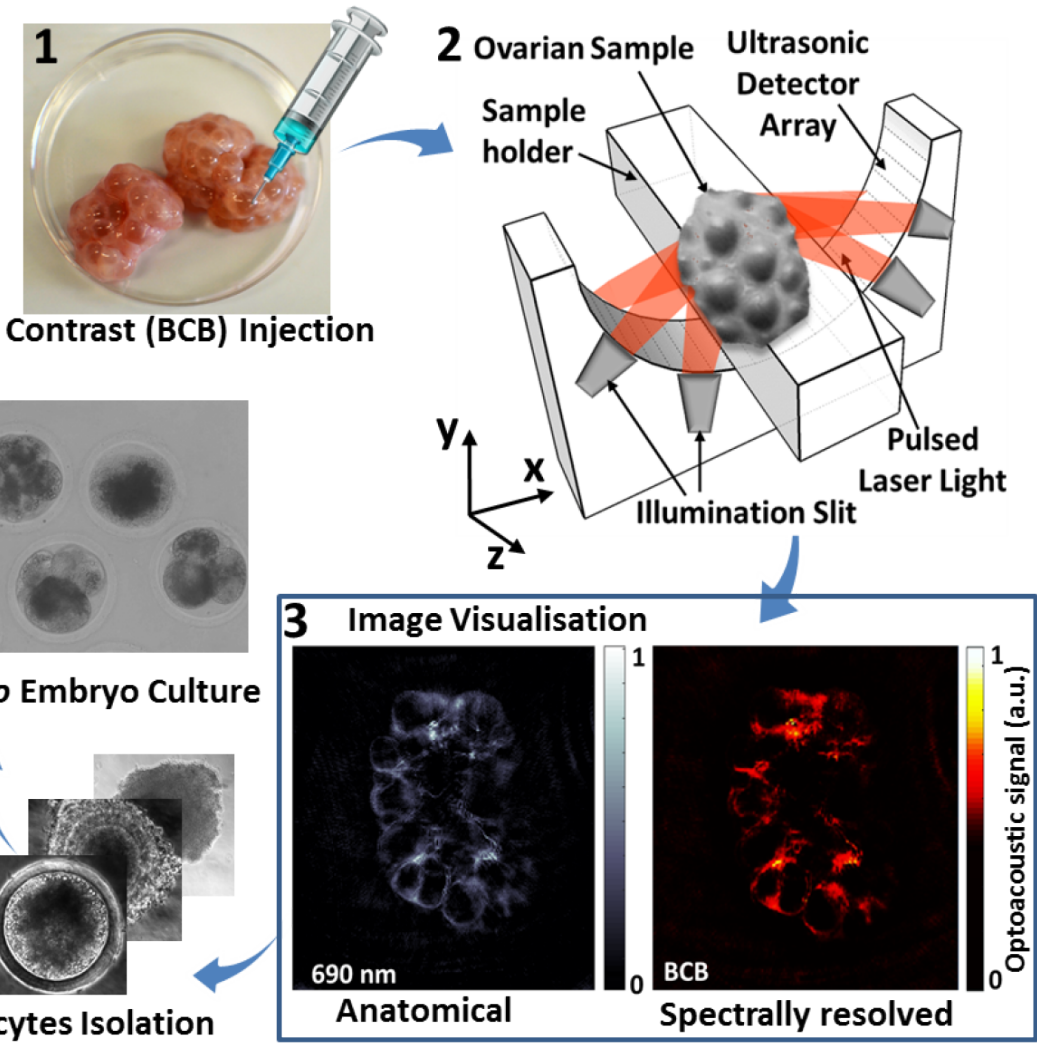 1
Contrast (BCB) Injection
2
Ovarian Sample
Ultrasonic
Detector
Array
Sample
holder
Pulsed
Laser Light
Illumination Slit
y
x
z
3
Image Visualisation
1
0
690 nm
Anatomical
BCB
1
0
Optoacoustic signal (a.u.)
Spectrally resolved
cytes Isolation
Embryo Culture